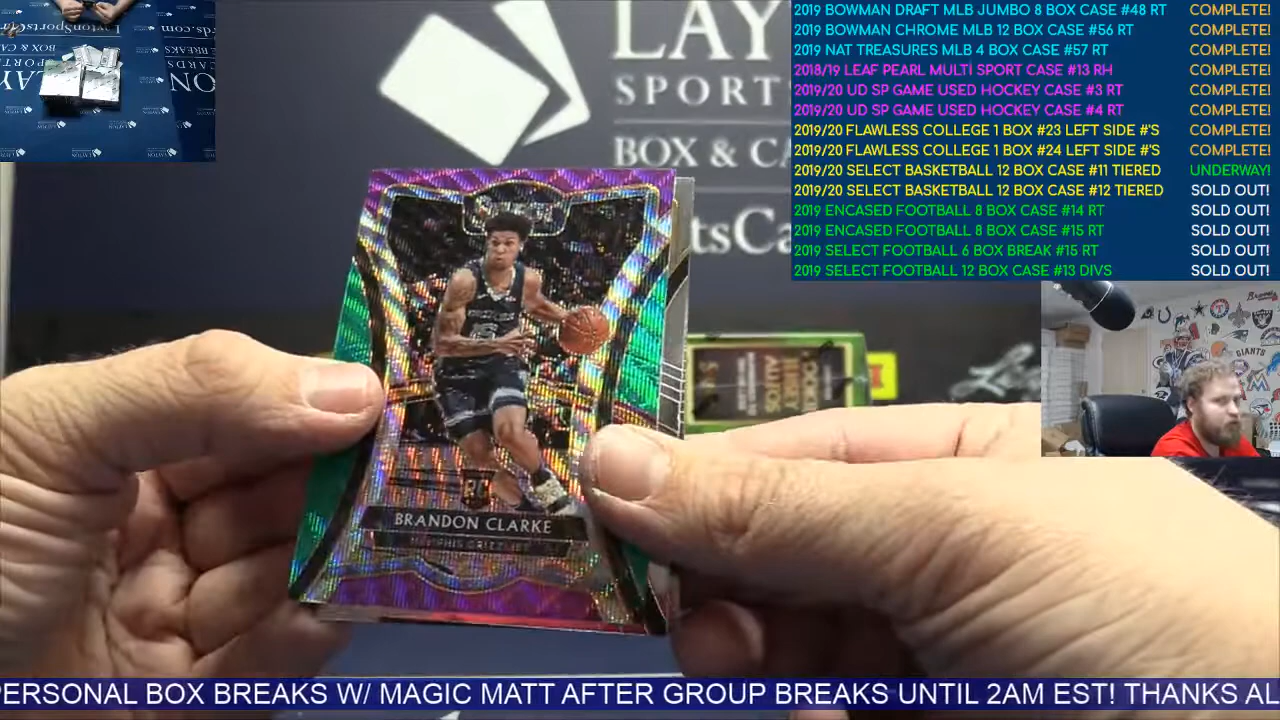 2019 BOWMAN DRAFT MLB JUMBO 8 BOX CASE #48 RT COMPLETE!
2019 BOWMAN CHROME MLB 12 BOX CASE #56 RT COMPLETE!
2019 NAT TREASURES MLB 4 BOX CASE #57 RT COMPLETE!
2018/19 LEAF PEARL MULTI SPORT CASE #13 RH COMPLETE!
2019/20 UD SP GAME USED HOCKEY CASE #3 RT COMPLETE!
2019/20 UD SP GAME USED HOCKEY CASE #4 RT COMPLETE!
2019/20 FLAWLESS COLLEGE 1 BOX #23 LEFT SIDE #'S COMPLETE!
2019/20 FLAWLESS COLLEGE 1 BOX #24 LEFT SIDE #'S COMPLETE!
2019/20 SELECT BASKETBALL 12 BOX CASE #11 TIERED UNDERWAY!
2019/20 SELECT BASKETBALL 12 BOX CASE #12 TIERED SOLD OUT!
2019 ENCASED FOOTBALL 8 BOX CASE #14 RT SOLD OUT!
2019 ENCASED FOOTBALL 8 BOX CASE #15 RT SOLD OUT!
2019 SELECT FOOTBALL 6 BOX BREAK #15 RT SOLD OUT!
2019 SELECT FOOTBALL 12 BOX CASE #13 DIVS SOLD OUT!
LAY
SPORTS
BOX & CA
tsCa
GIANTS
BRANDON CLARKE
MEMPHIS GRIZZLIES
PERSONAL BOX BREAKS W/ MAGIC MATT AFTER GROUP BREAKS UNTIL 2AM EST! THANKS AL